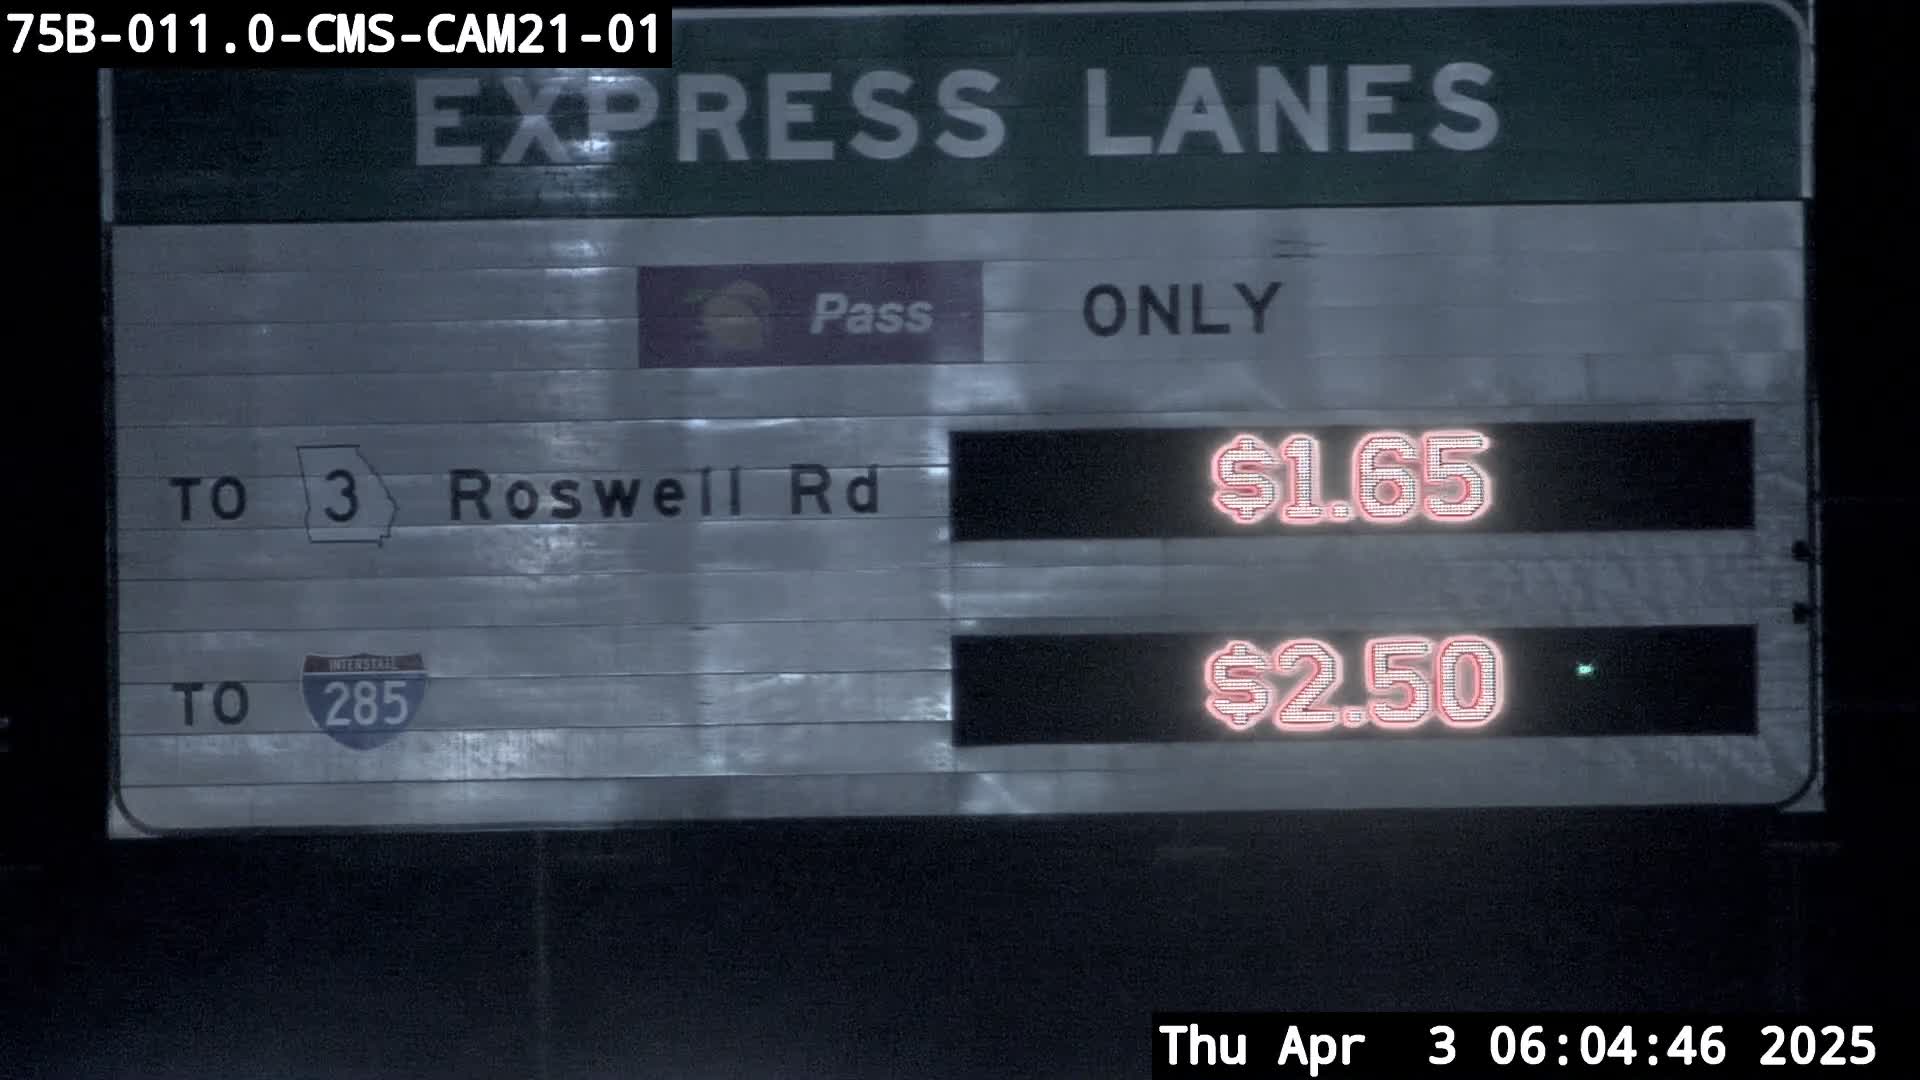 75B-011.0-CMS-CAM21-01
EXPRESS LANES
Pass ONLY
TO 3 Roswell Rd $1.65
TO INTERSTATE 285 $2.50
Thu Apr 3 06:04:46 2025